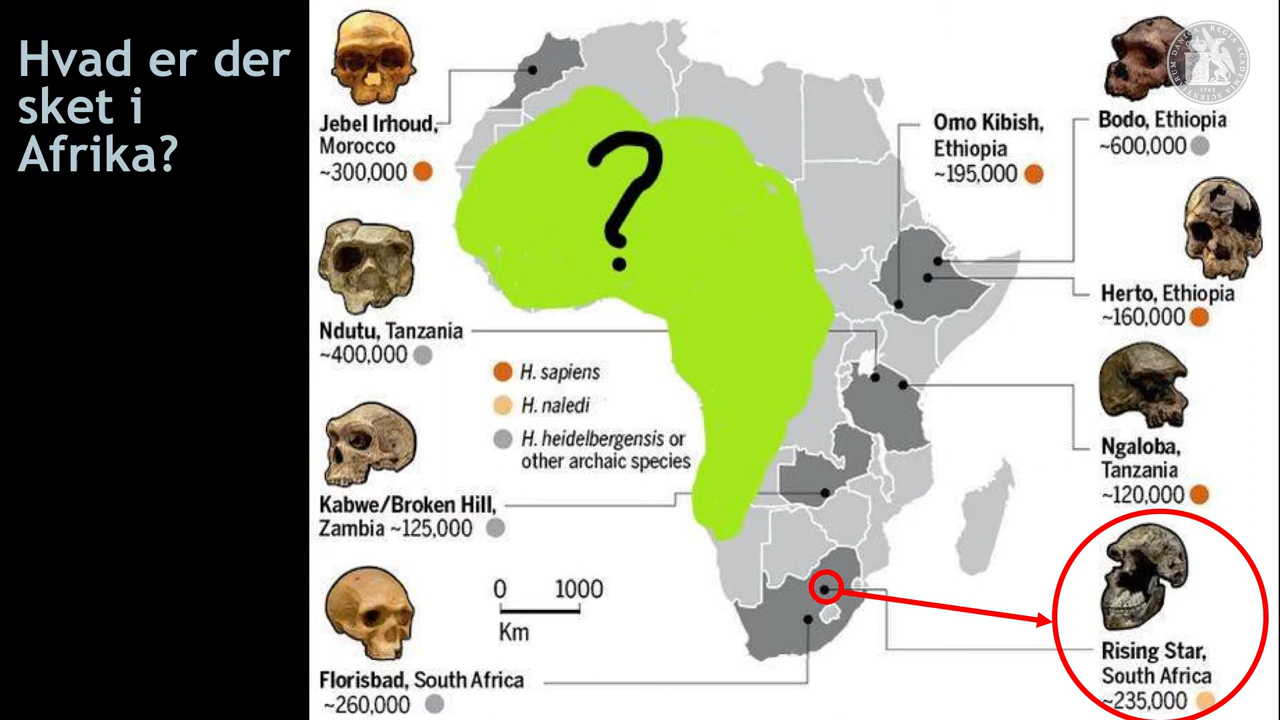 Hvad er der
sket i
Afrika?
Jebel Irhoud,
Morocco
~300,000
Ndutu, Tanzania
~400,000
Kabwe/Broken Hill,
Zambia ~125,000
Florisbad, South Africa
~260,000
?
H. sapiens
H. naledi
H. heidelbergensis or
other archaic species
0 1000
Km
Omo Kibish,
Ethiopia
~195,000
Bodo, Ethiopia
~600,000
Herto, Ethiopia
~160,000
Ngaloba,
Tanzania
~120,000
Rising Star,
South Africa
~235,000